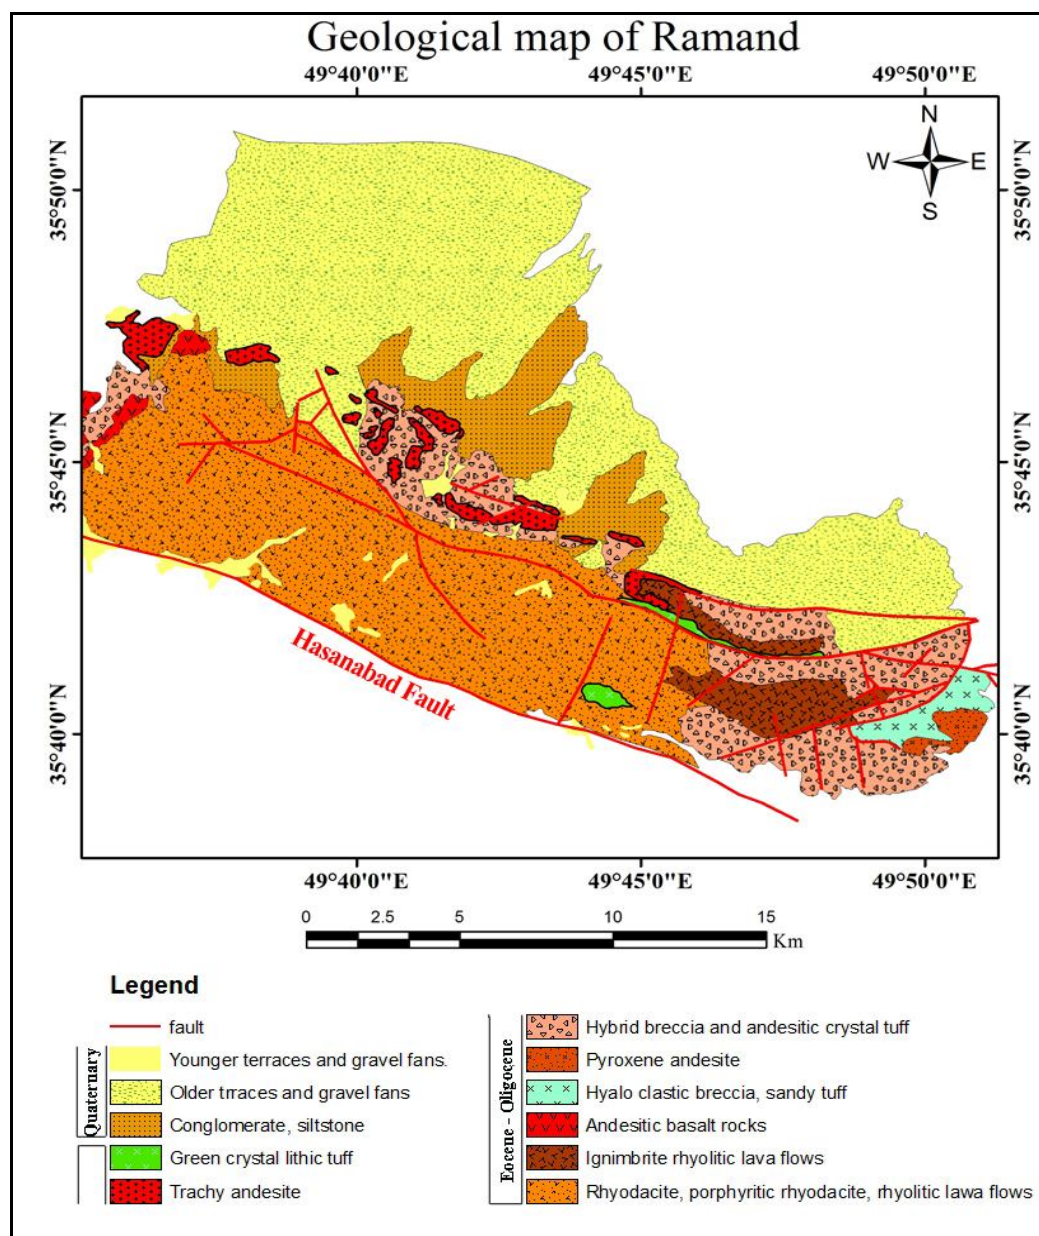 Geological map of Ramand
49°40'0"E 49°45'0"E 49°50'0"E
N
W E
S
35°50'0"N 35°50'0"N
35°45'0"N 35°45'0"N
35°40'0"N 35°40'0"N
Hasanabad Fault
49°40'0"E 49°45'0"E 49°50'0"E
0 2.5 5 10 15
Km
Legend
fault
Quaternary
Younger terraces and gravel fans.
Older trraces and gravel fans
Conglomerate, siltstone
Green crystal lithic tuff
Trachy andesite
Eocene - Oligocene
Hybrid breccia and andesitic crystal tuff
Pyroxene andesite
Hyalo clastic breccia, sandy tuff
Andesitic basalt rocks
Ignimbrite rhyolitic lava flows
Rhyodacite, porphyritic rhyodacite, rhyolitic lawa flows